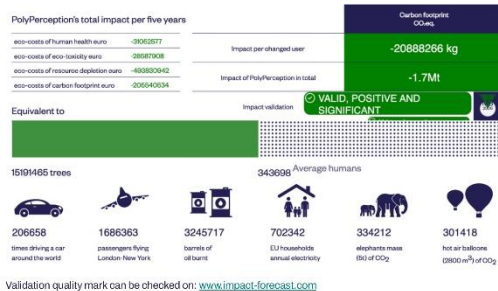 PolyPerception's total impact per five years
Carbon footprint
CO₂eq.
eco-costs of human health euro -31062577
eco-costs of eco-toxicity euro -28587908
eco-costs of resource depletion euro -493830942
eco-costs of carbon footprint euro -205540634
Impact per changed user -20888266 kg
Impact of PolyPerception in total -1.7Mt
Impact validation VALID, POSITIVE AND
SIGNIFICANT
Equivalent to
15191465 trees
343698 Average humans
206658
times driving a car
around the world
1686363
passengers flying
London-New York
3245717
barrels of
oil burnt
702342
EU households
annual electricity
334212
elephants mass
(6t) of CO₂
301418
hot air balloons
(2800 m³) of CO₂
Validation quality mark can be checked on: www.impact-forecast.com